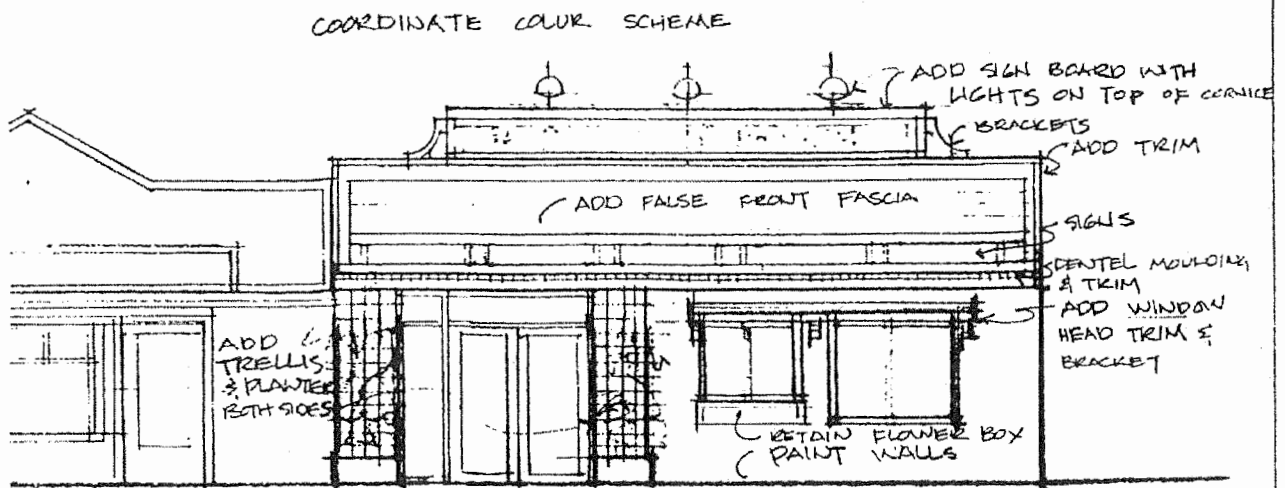 COORDINATE COLUR SCHEME
ADD SIGN BOARD WITH
LIGHTS ON TOP OF CORNICE
BRACKETS
ADD TRIM
ADD FALSE FRONT FASCIA
SIGNS
DENTEL MOULDING
& TRIM
ADD WINDOW
HEAD TRIM &
BRACKET
ADD
TRELLIS
& PLANTER
BOTH SIDES
RETAIN FLOWER BOX
PAINT WALLS